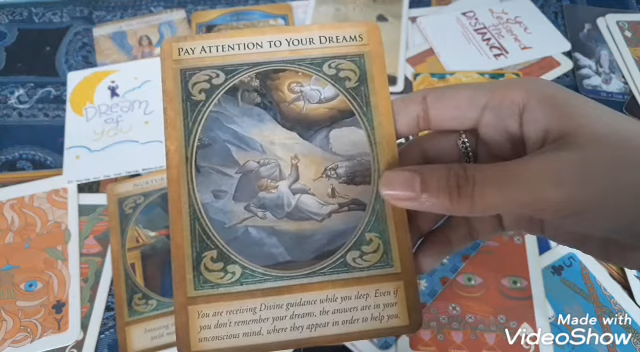 PAY ATTENTION TO YOUR DREAMS
You are receiving Divine guidance while you sleep. Even if
you don't remember your dreams, the answers are in your
unconscious mind, where they appear in order to help you.
DREAM
of
YOU
DISTANCE
NURTUR
Made with
VideoShow